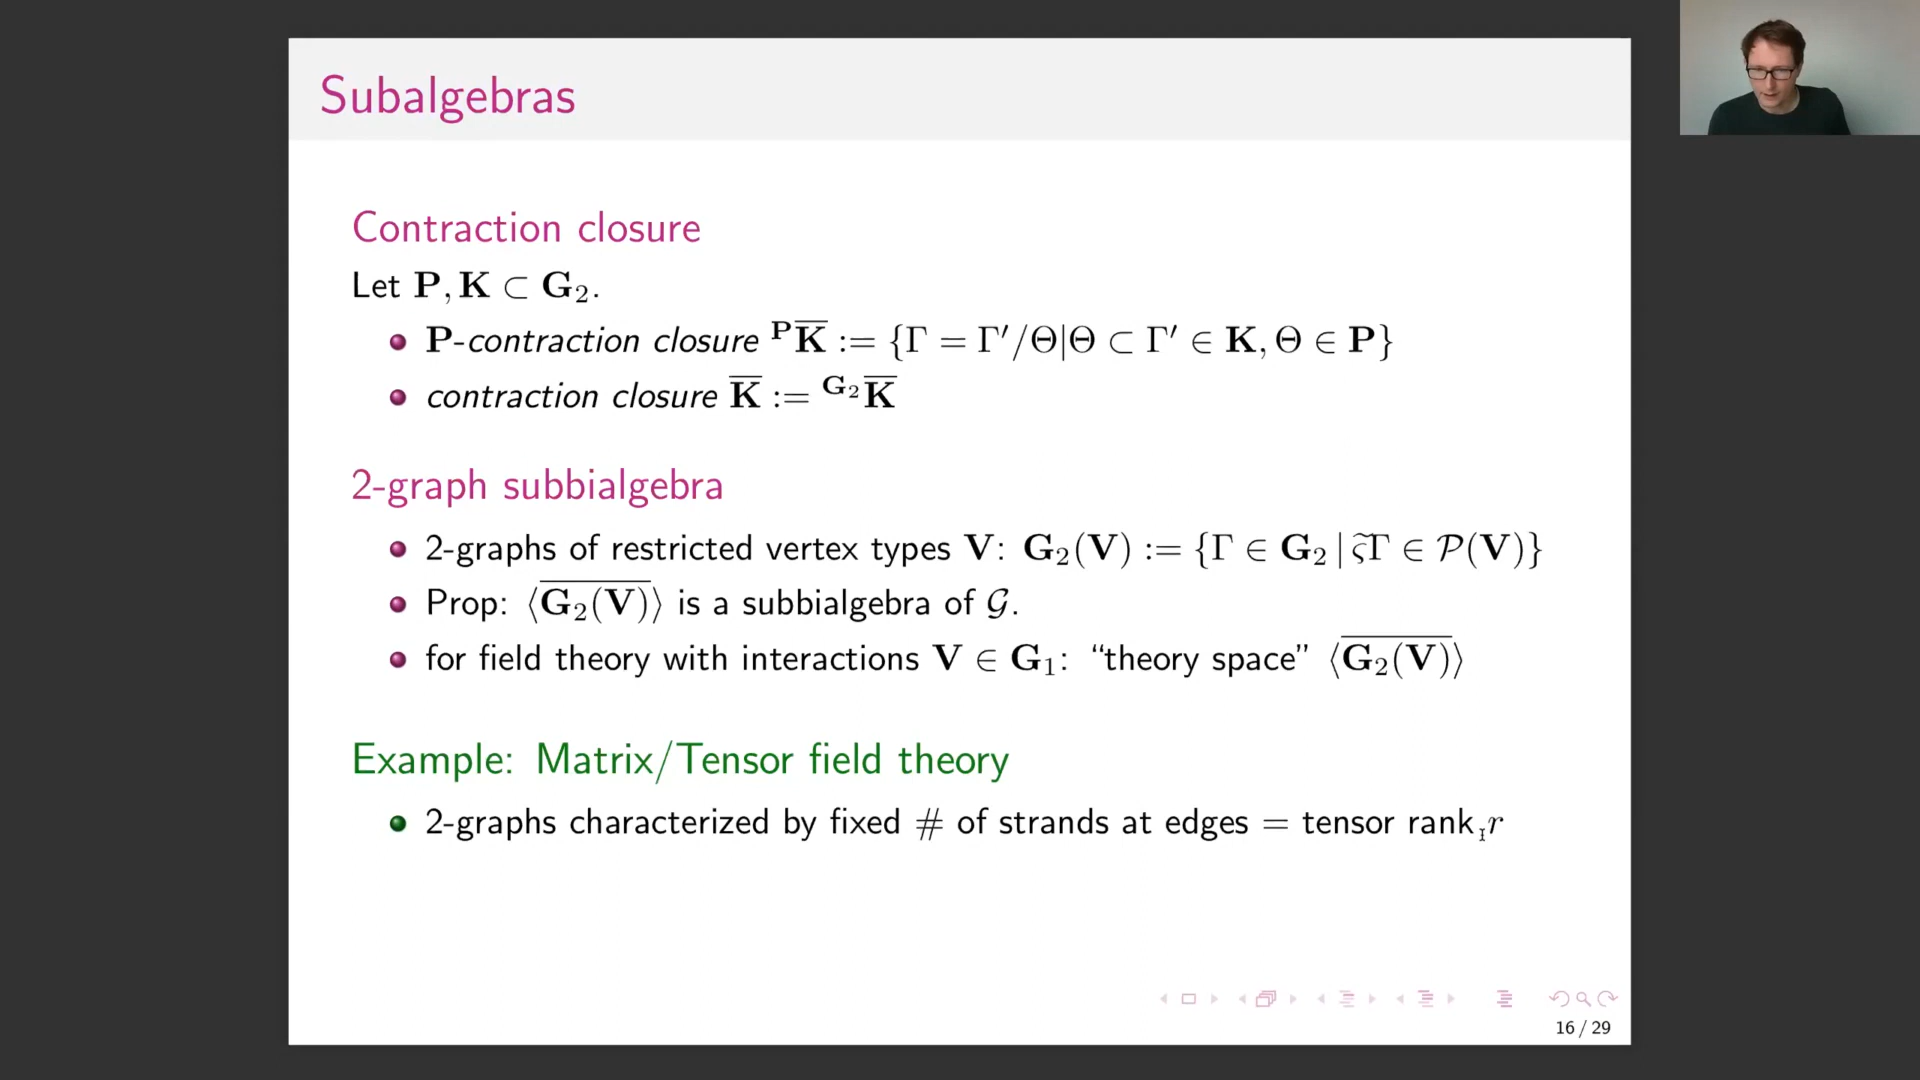 Subalgebras
Contraction closure
Let P, K ⊂ G₂.
P-contraction closure ᴾK̅ := {Γ = Γ′/Θ|Θ ⊂ Γ′ ∈ K, Θ ∈ P}
contraction closure K̅ := ᴳ²K̅
2-graph subbialgebra
2-graphs of restricted vertex types V: G₂(V) := {Γ ∈ G₂ | ς̃Γ ∈ 𝒫(V)}
Prop: ⟨\overline{G₂(V)}⟩ is a subbialgebra of 𝒢.
for field theory with interactions V ∈ G₁: “theory space” ⟨\overline{G₂(V)}⟩
Example: Matrix/Tensor field theory
2-graphs characterized by fixed # of strands at edges = tensor rank r
16 / 29